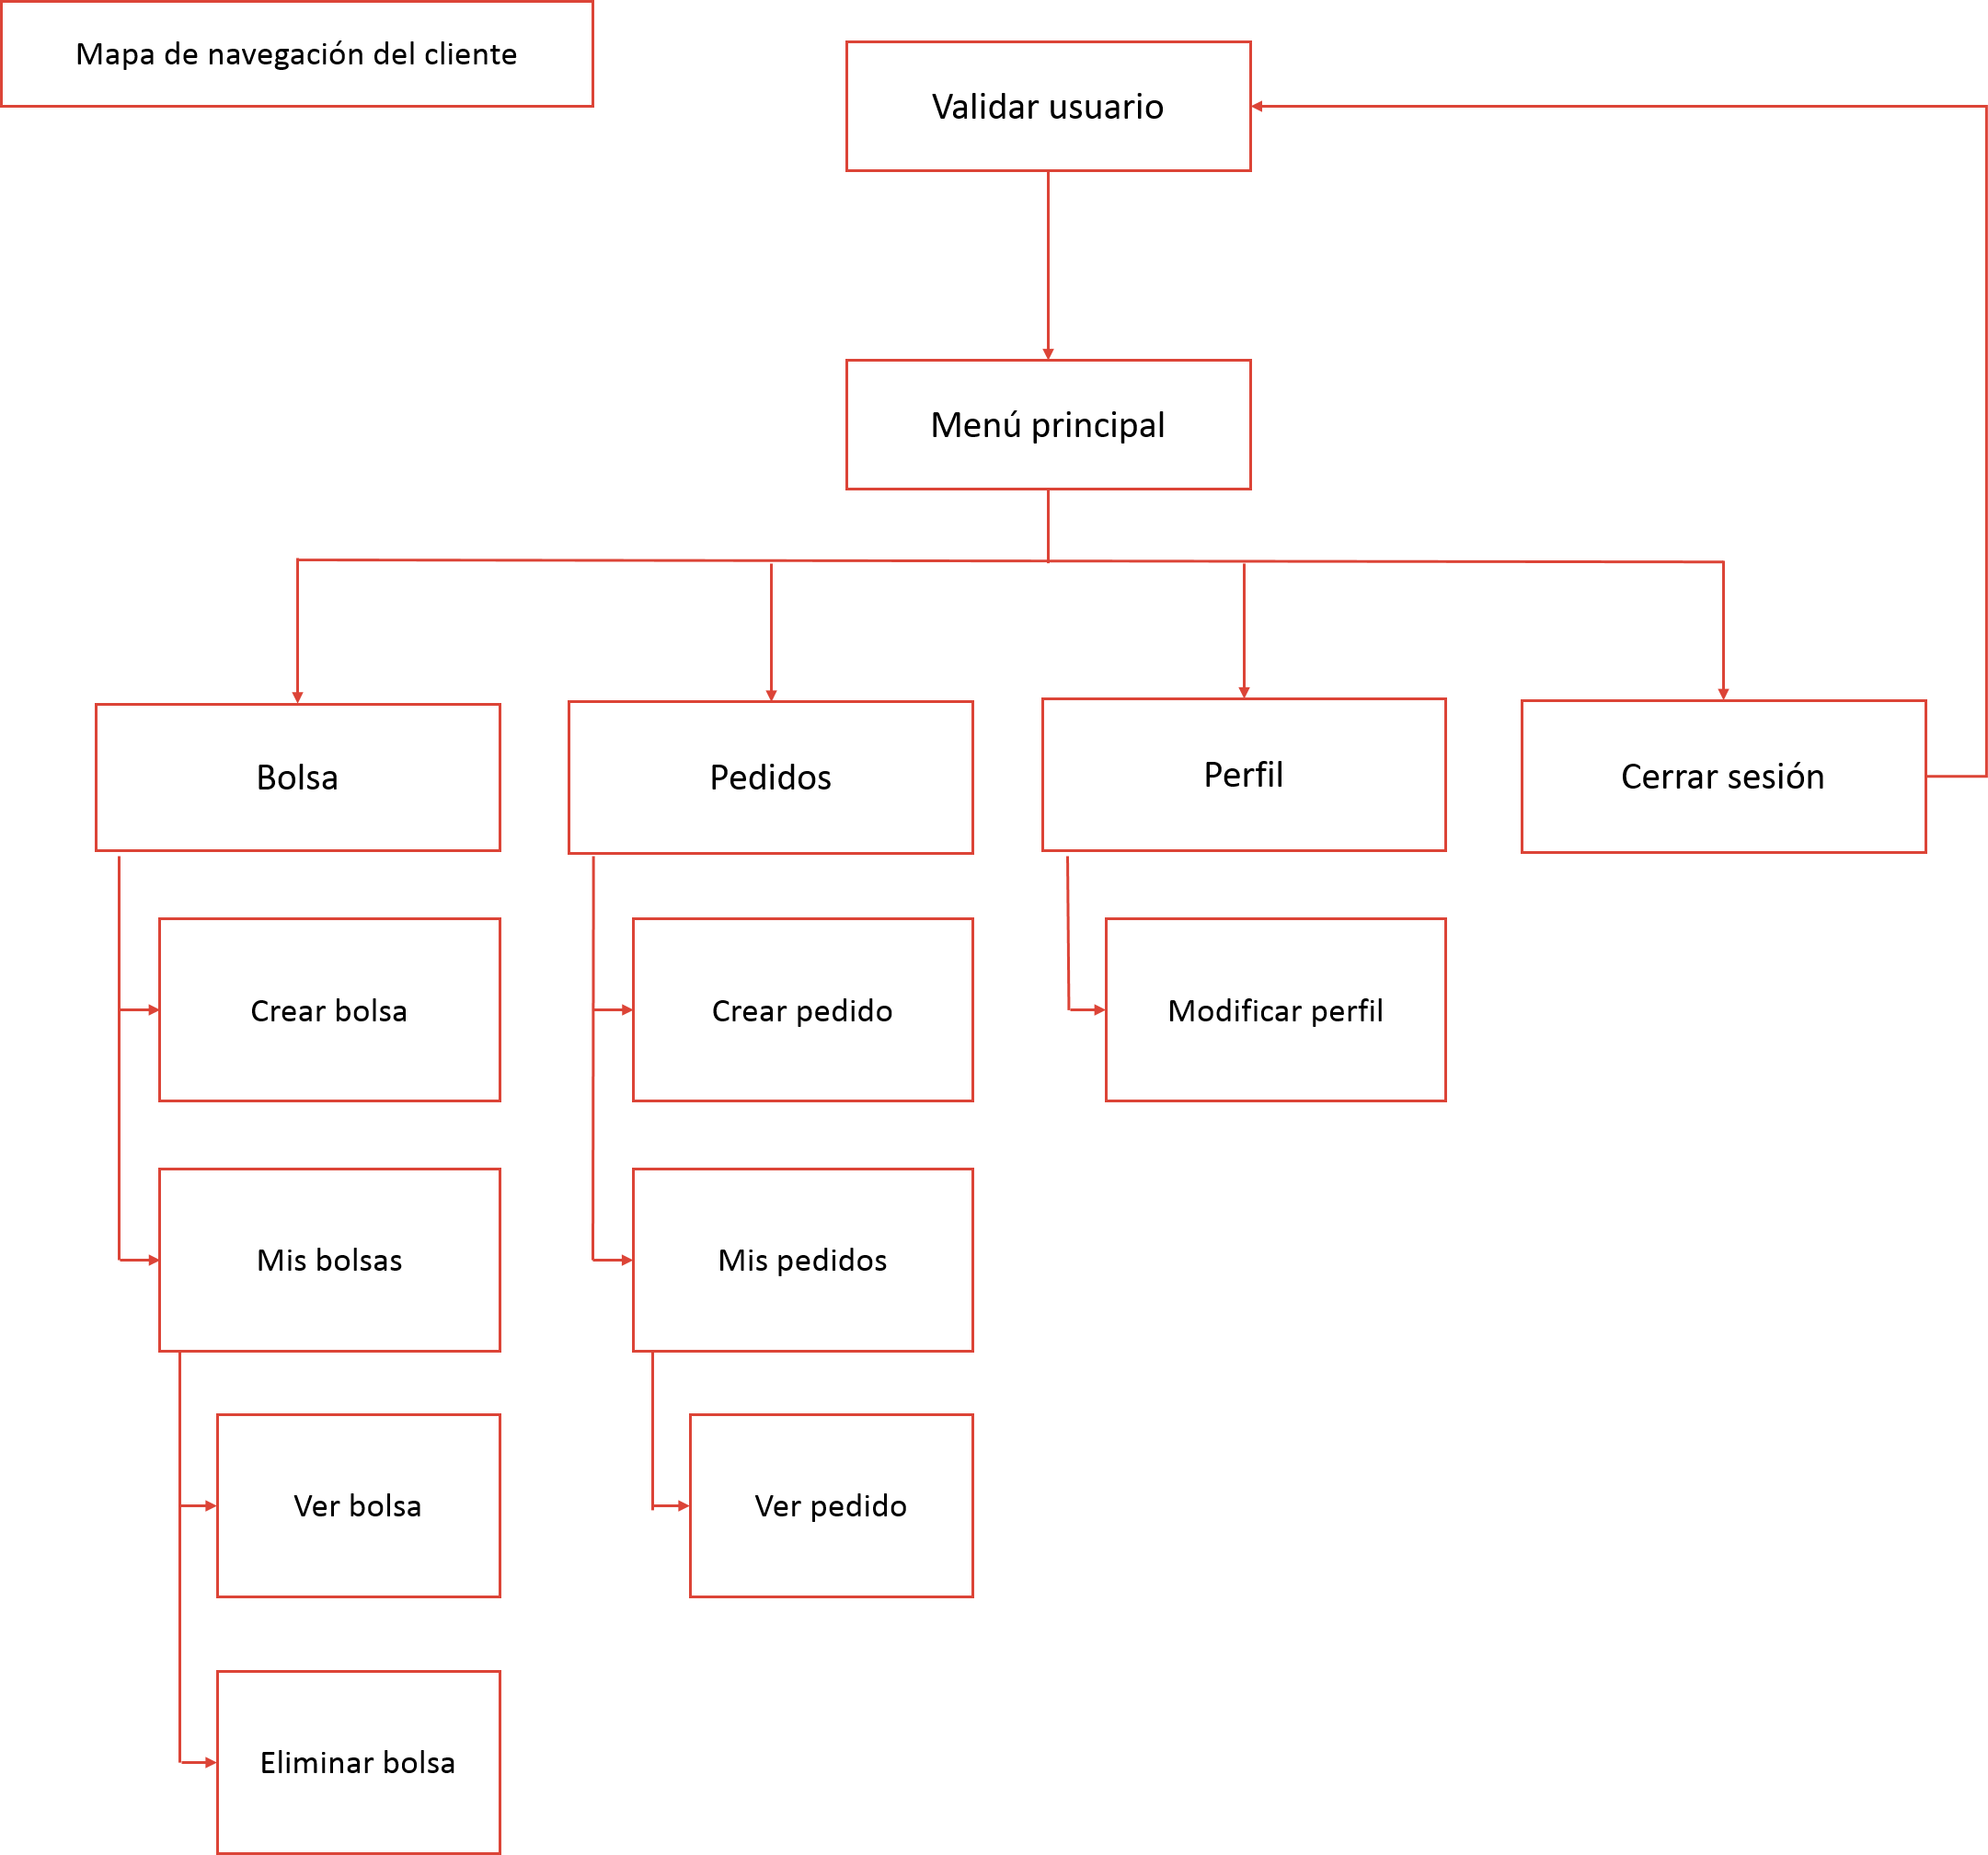 Mapa de navegación del cliente
Validar usuario
Menú principal
Bolsa
Pedidos
Perfil
Cerrar sesión
Crear bolsa
Crear pedido
Modificar perfil
Mis bolsas
Mis pedidos
Ver bolsa
Ver pedido
Eliminar bolsa